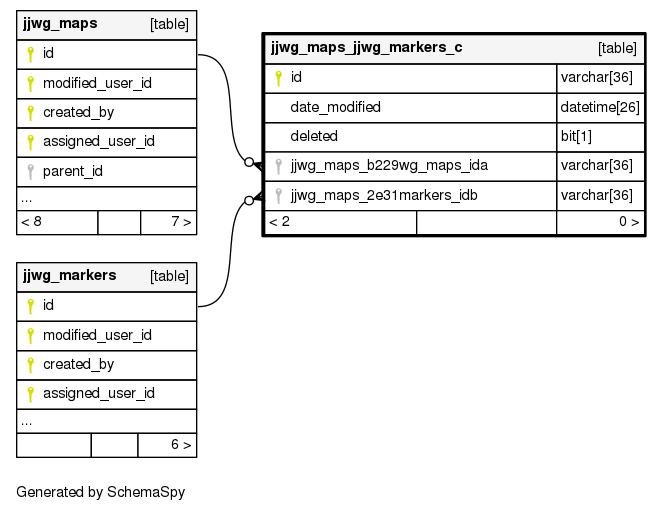 jjwg_maps [table]
id
modified_user_id
created_by
assigned_user_id
parent_id
...
< 8 7 >
jjwg_maps_jjwg_markers_c [table]
id varchar[36]
date_modified datetime[26]
deleted bit[1]
jjwg_maps_b229wg_maps_ida varchar[36]
jjwg_maps_2e31markers_idb varchar[36]
< 2 0 >
jjwg_markers [table]
id
modified_user_id
created_by
assigned_user_id
...
6 >
Generated by SchemaSpy